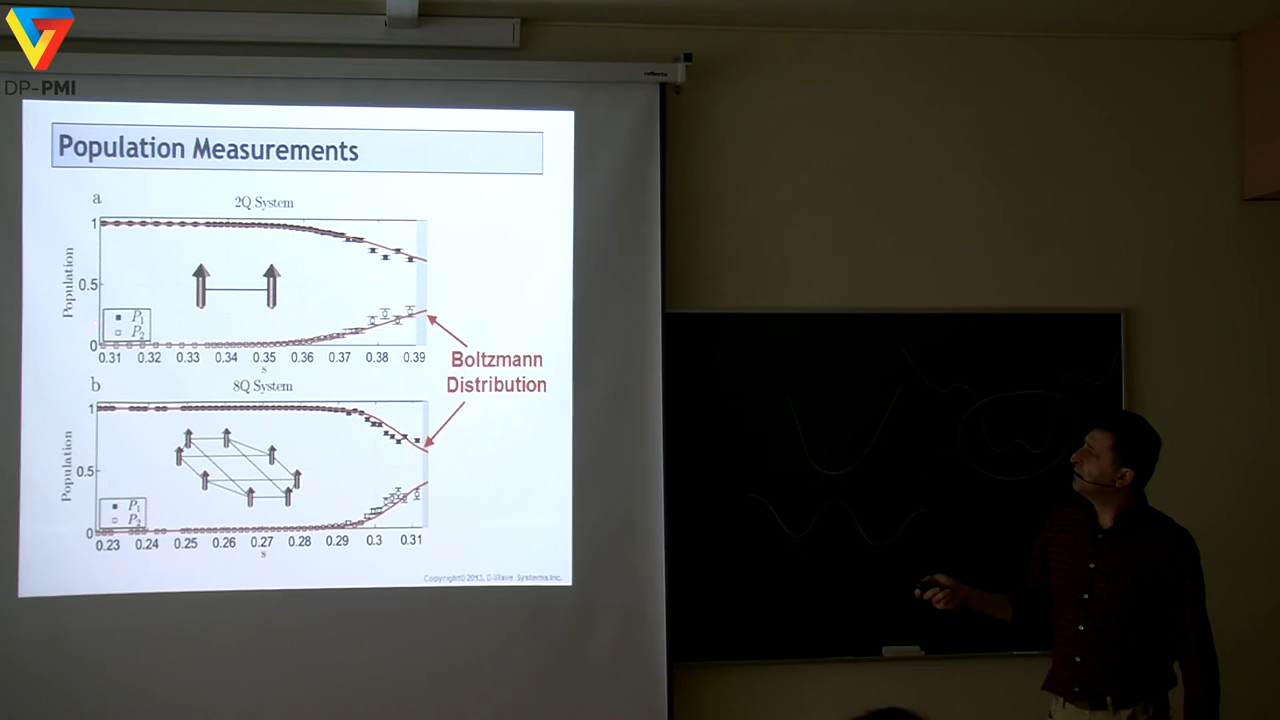 DP-PMI
reflecta
Population Measurements
a
2Q System
Population
1
0.5
0
P1
P2
0.31 0.32 0.33 0.34 0.35 0.36 0.37 0.38 0.39
s
Boltzmann
Distribution
b
8Q System
Population
1
0.5
0
P1
P2
0.23 0.24 0.25 0.26 0.27 0.28 0.29 0.3 0.31
s
Copyright© 2013, D-Wave Systems Inc.